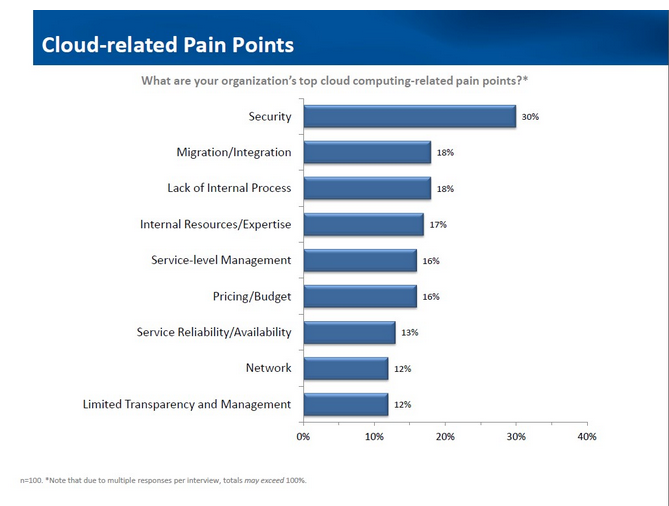 Cloud-related Pain Points
What are your organization's top cloud computing-related pain points?*
Security 30%
Migration/Integration 18%
Lack of Internal Process 18%
Internal Resources/Expertise 17%
Service-level Management 16%
Pricing/Budget 16%
Service Reliability/Availability 13%
Network 12%
Limited Transparency and Management 12%
0% 10% 20% 30% 40%
n=100. *Note that due to multiple responses per interview, totals may exceed 100%.